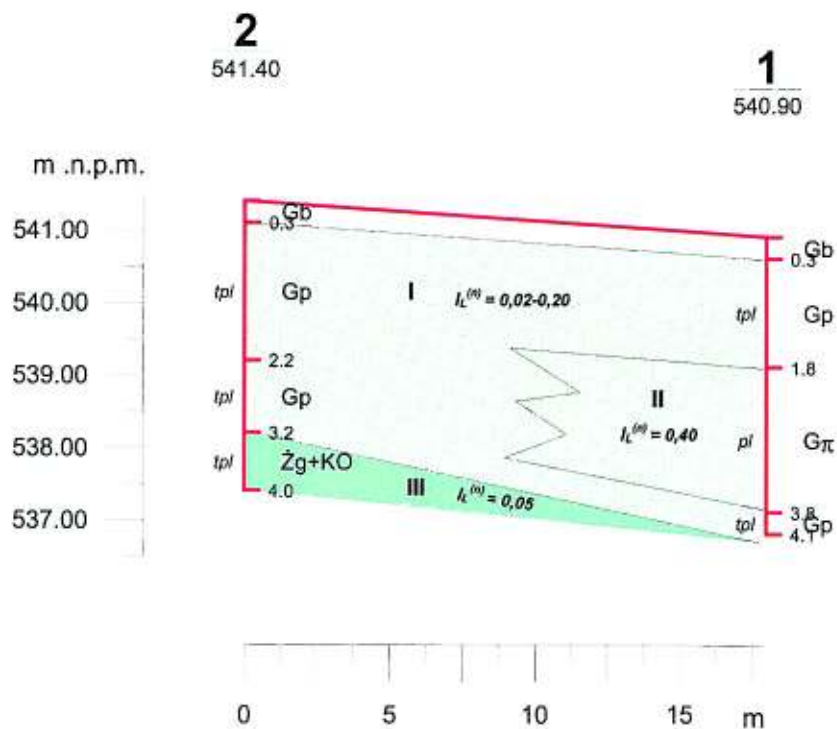 2
541.40
1
540.90
m .n.p.m.
541.00
540.00
539.00
538.00
537.00
Gb
0.3
tpl
Gp
I
I_L^(n) = 0,02-0,20
2.2
tpl
Gp
3.2
tpl
Żg+KO
4.0
III
I_L^(n) = 0,05
II
I_L^(n) = 0,40
Gb
0.3
tpl
Gp
1.8
pl
Gπ
3.8
tpl
Gp
4.1
0 5 10 15 m